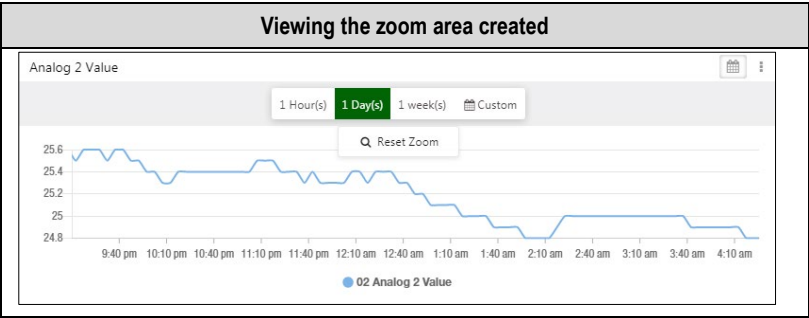 Viewing the zoom area created
Analog 2 Value
1 Hour(s) 1 Day(s) 1 week(s) Custom
Reset Zoom
25.6
25.4
25.2
25
24.8
9:40 pm 10:10 pm 10:40 pm 11:10 pm 11:40 pm 12:10 am 12:40 am 1:10 am 1:40 am 2:10 am 2:40 am 3:10 am 3:40 am 4:10 am
02 Analog 2 Value